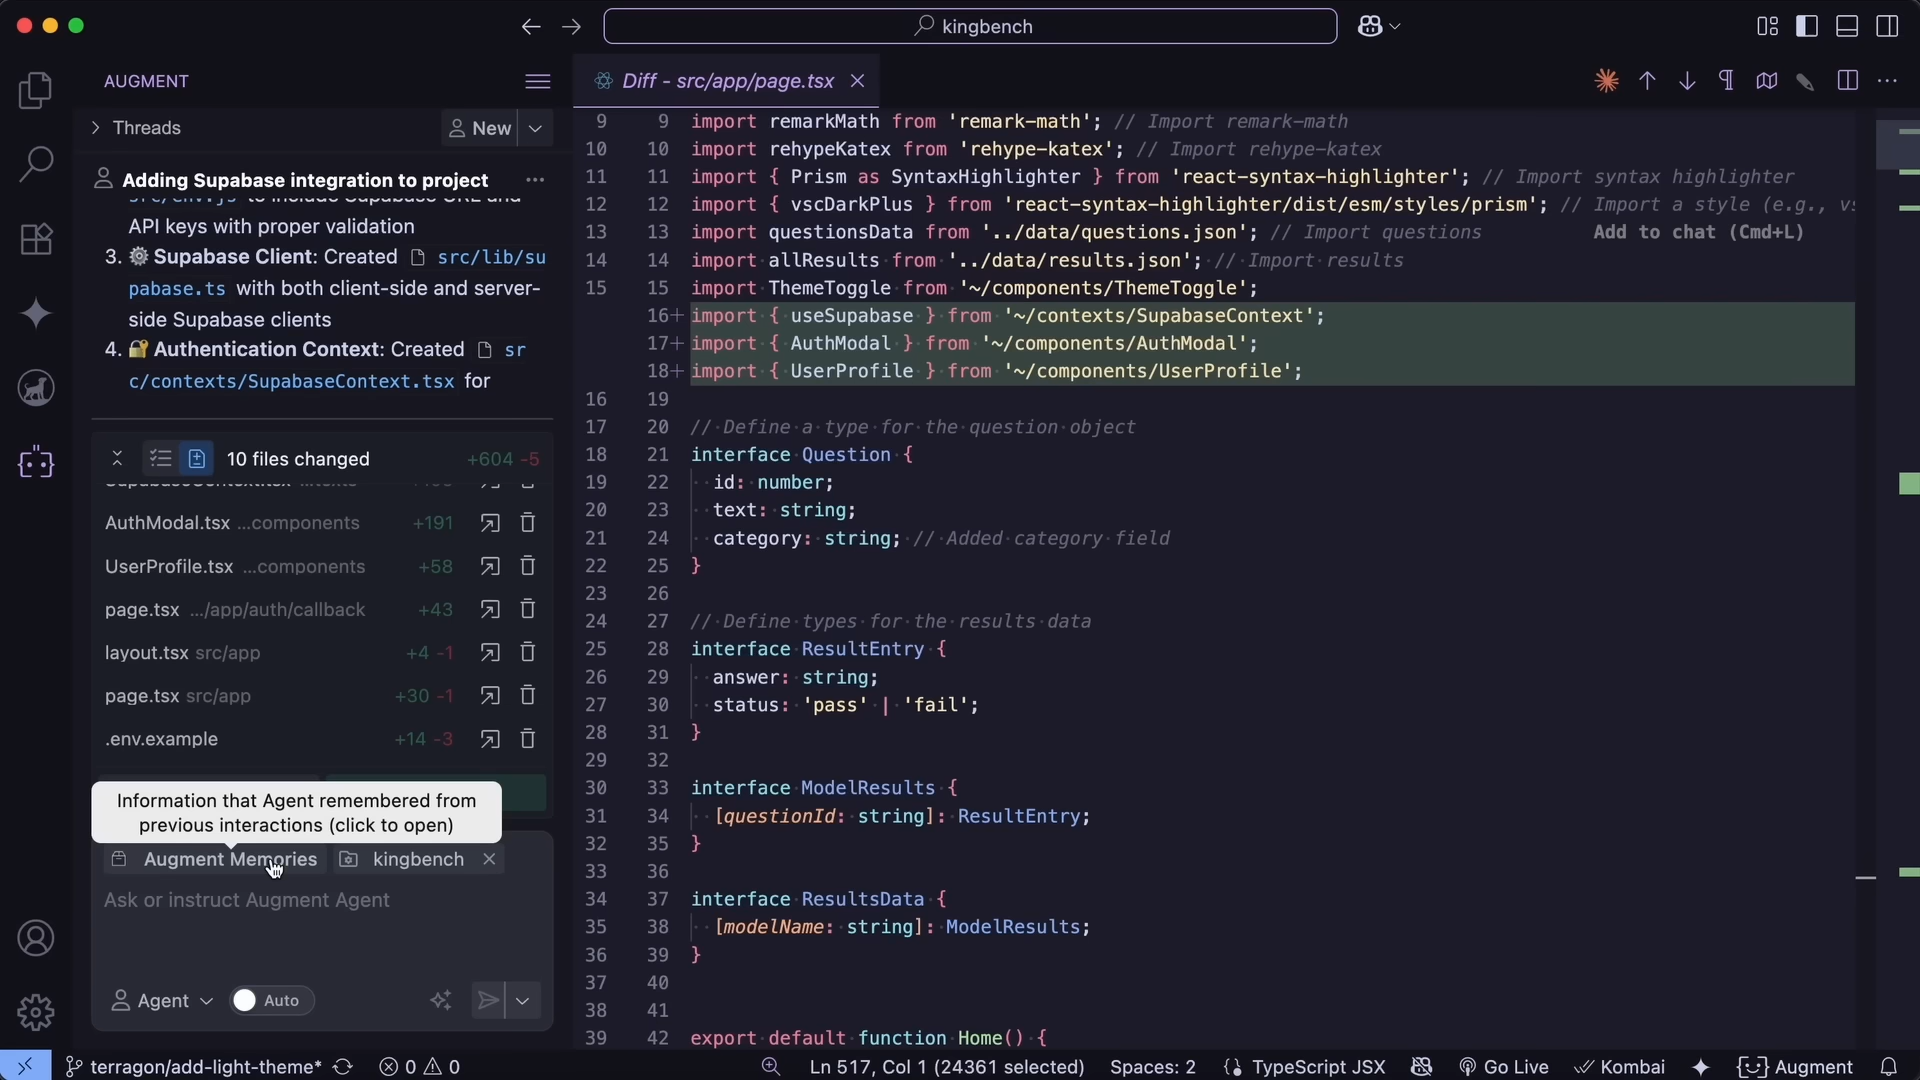 kingbench
AUGMENT
Diff - src/app/page.tsx
Threads
New
Adding Supabase integration to project
src/env.js to include Supabase URL and
API keys with proper validation
3. ⚙️ Supabase Client: Created src/lib/su
pabase.ts with both client-side and server-
side Supabase clients
4. 🔐 Authentication Context: Created sr
c/contexts/SupabaseContext.tsx for
10 files changed +604 -5
AuthModal.tsx ...components +191
UserProfile.tsx ...components +58
page.tsx .../app/auth/callback +43
layout.tsx src/app +4 -1
page.tsx src/app +30 -1
.env.example +14 -3
Information that Agent remembered from
previous interactions (click to open)
Augment Memories kingbench
Ask or instruct Augment Agent
Agent Auto
9 9 import remarkMath from 'remark-math'; // Import remark-math
10 10 import rehypeKatex from 'rehype-katex'; // Import rehype-katex
11 11 import { Prism as SyntaxHighlighter } from 'react-syntax-highlighter'; // Import syntax highlighter
12 12 import { vscDarkPlus } from 'react-syntax-highlighter/dist/esm/styles/prism'; // Import a style (e.g., vs
13 13 import questionsData from '../data/questions.json'; // Import questions Add to chat (Cmd+L)
14 14 import allResults from '../data/results.json'; // Import results
15 15 import ThemeToggle from '~/components/ThemeToggle';
16+ import { useSupabase } from '~/contexts/SupabaseContext';
17+ import { AuthModal } from '~/components/AuthModal';
18+ import { UserProfile } from '~/components/UserProfile';
16 19
17 20 // Define a type for the question object
18 21 interface Question {
19 22 id: number;
20 23 text: string;
21 24 category: string; // Added category field
22 25 }
23 26
24 27 // Define types for the results data
25 28 interface ResultEntry {
26 29 answer: string;
27 30 status: 'pass' | 'fail';
28 31 }
29 32
30 33 interface ModelResults {
31 34 [questionId: string]: ResultEntry;
32 35 }
33 36
34 37 interface ResultsData {
35 38 [modelName: string]: ModelResults;
36 39 }
37 40
38 41
39 42 export default function Home() {
terragon/add-light-theme* 0 0 Ln 517, Col 1 (24361 selected) Spaces: 2 TypeScript JSX Go Live Kombai Augment